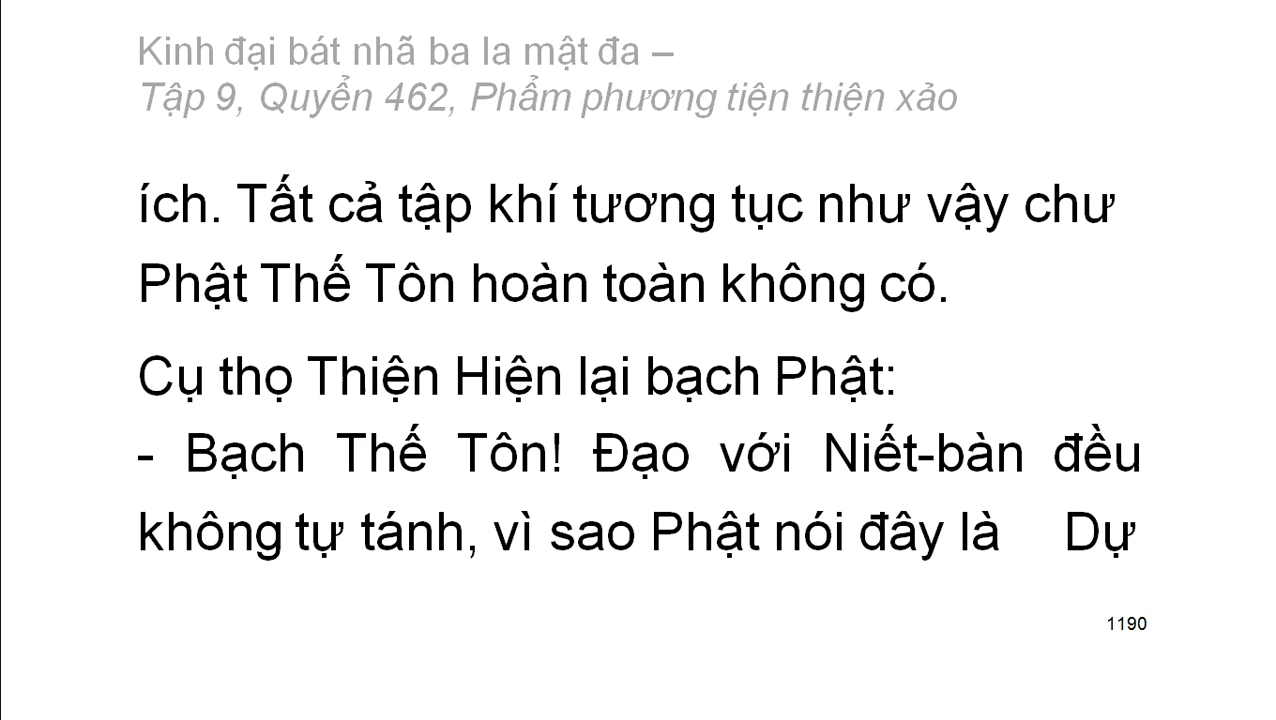 Kinh đại bát nhã ba la mật đa –
Tập 9, Quyển 462, Phẩm phương tiện thiện xảo
ích. Tất cả tập khí tương tục như vậy chư
Phật Thế Tôn hoàn toàn không có.
Cụ thọ Thiện Hiện lại bạch Phật:
- Bạch Thế Tôn! Đạo với Niết-bàn đều
không tự tánh, vì sao Phật nói đây là Dự
1190